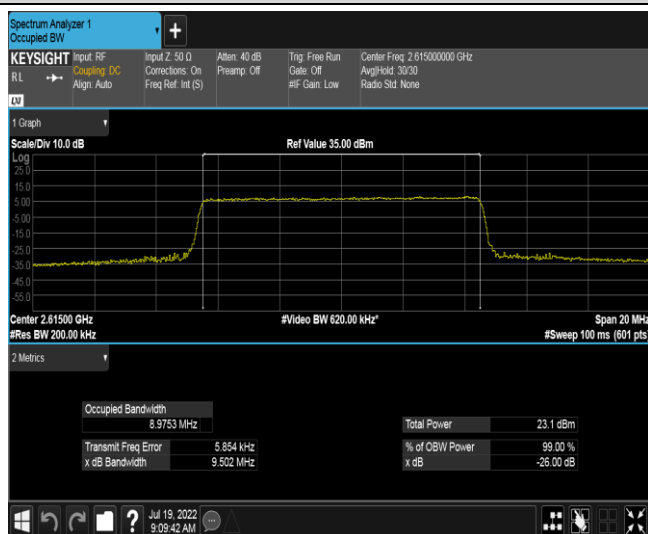 Spectrum Analyzer 1
Occupied BW
+
KEYSIGHT
R L
LXI
Input: RF
Coupling: DC
Align: Auto
Input Z: 50 Ω
Corrections: On
Freq Ref: Int (S)
Atten: 40 dB
Preamp: Off
Trig: Free Run
Gate: Off
#IF Gain: Low
Center Freq: 2.615000000 GHz
Avg|Hold: 30/30
Radio Std: None
1 Graph
Scale/Div 10.0 dB
Ref Value 35.00 dBm
Log
25.0
15.0
5.00
-5.00
-15.0
-25.0
-35.0
-45.0
-55.0
Center 2.61500 GHz
#Video BW 620.00 kHz*
Span 20 MHz
#Res BW 200.00 kHz
#Sweep 100 ms (601 pts)
2 Metrics
Occupied Bandwidth
8.9753 MHz
Total Power 23.1 dBm
Transmit Freq Error 5.854 kHz
% of OBW Power 99.00 %
x dB Bandwidth 9.502 MHz
x dB -26.00 dB
?
Jul 19, 2022
9:09:42 AM